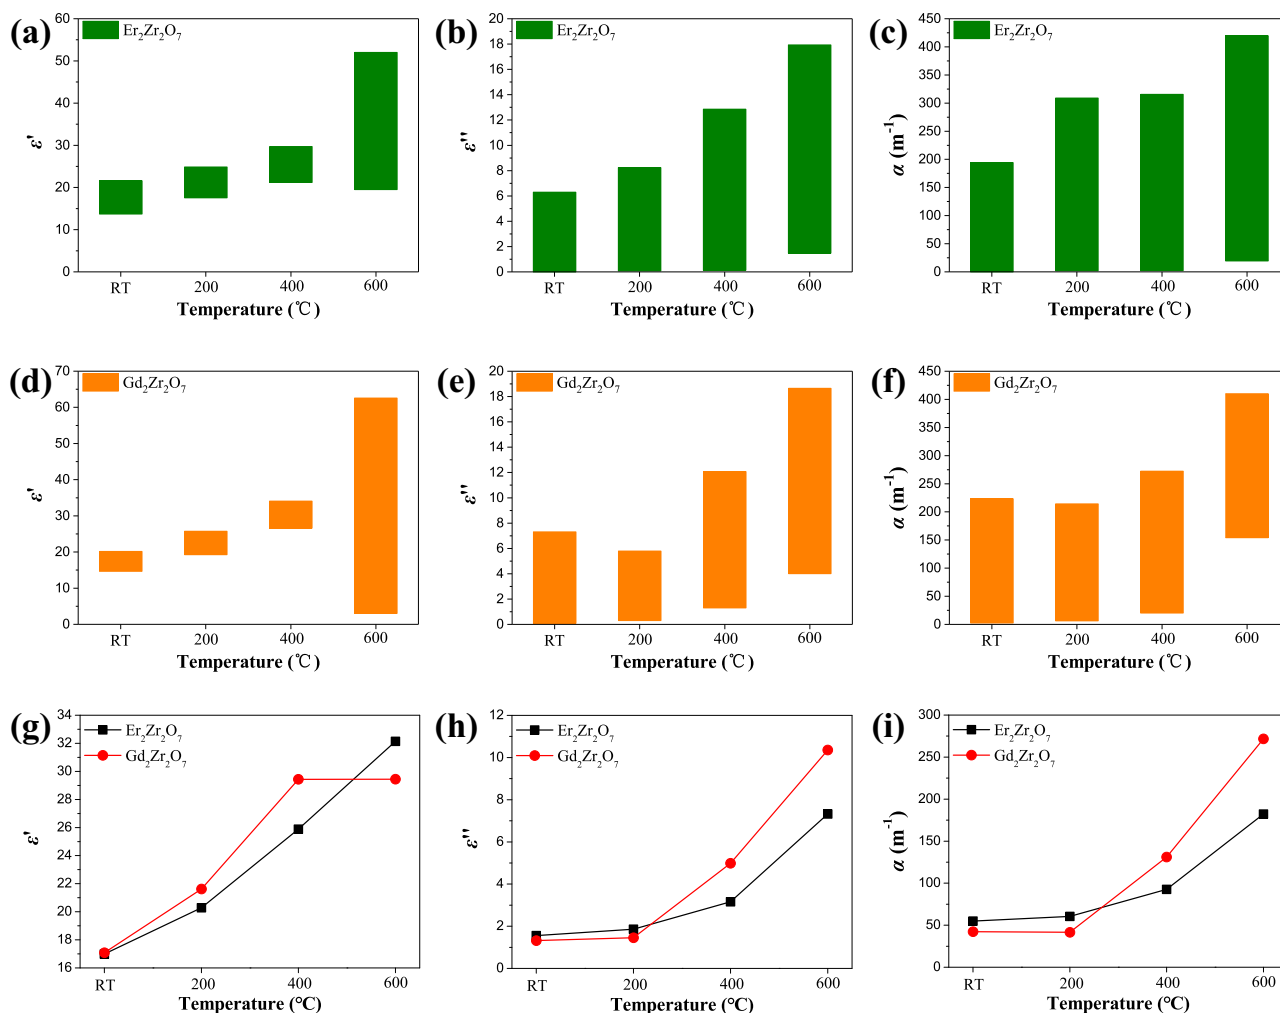 (a)
Er2Zr2O7
60
50
40
30
20
10
0
ε'
RT
200
400
600
Temperature (℃)
(b)
Er2Zr2O7
20
18
16
14
12
10
8
6
4
2
0
ε''
RT
200
400
600
Temperature (℃)
(c)
Er2Zr2O7
450
400
350
300
250
200
150
100
50
0
α (m⁻¹)
RT
200
400
600
Temperature (℃)
(d)
Gd2Zr2O7
70
60
50
40
30
20
10
0
ε'
RT
200
400
600
Temperature (℃)
(e)
Gd2Zr2O7
20
18
16
14
12
10
8
6
4
2
0
ε''
RT
200
400
600
Temperature (℃)
(f)
Gd2Zr2O7
450
400
350
300
250
200
150
100
50
0
α (m⁻¹)
RT
200
400
600
Temperature (℃)
(g)
Er2Zr2O7
Gd2Zr2O7
34
32
30
28
26
24
22
20
18
16
ε'
RT
200
400
600
Temperature (°C)
(h)
Er2Zr2O7
Gd2Zr2O7
12
10
8
6
4
2
0
ε''
RT
200
400
600
Temperature (°C)
(i)
Er2Zr2O7
Gd2Zr2O7
300
250
200
150
100
50
0
α (m⁻¹)
RT
200
400
600
Temperature (°C)